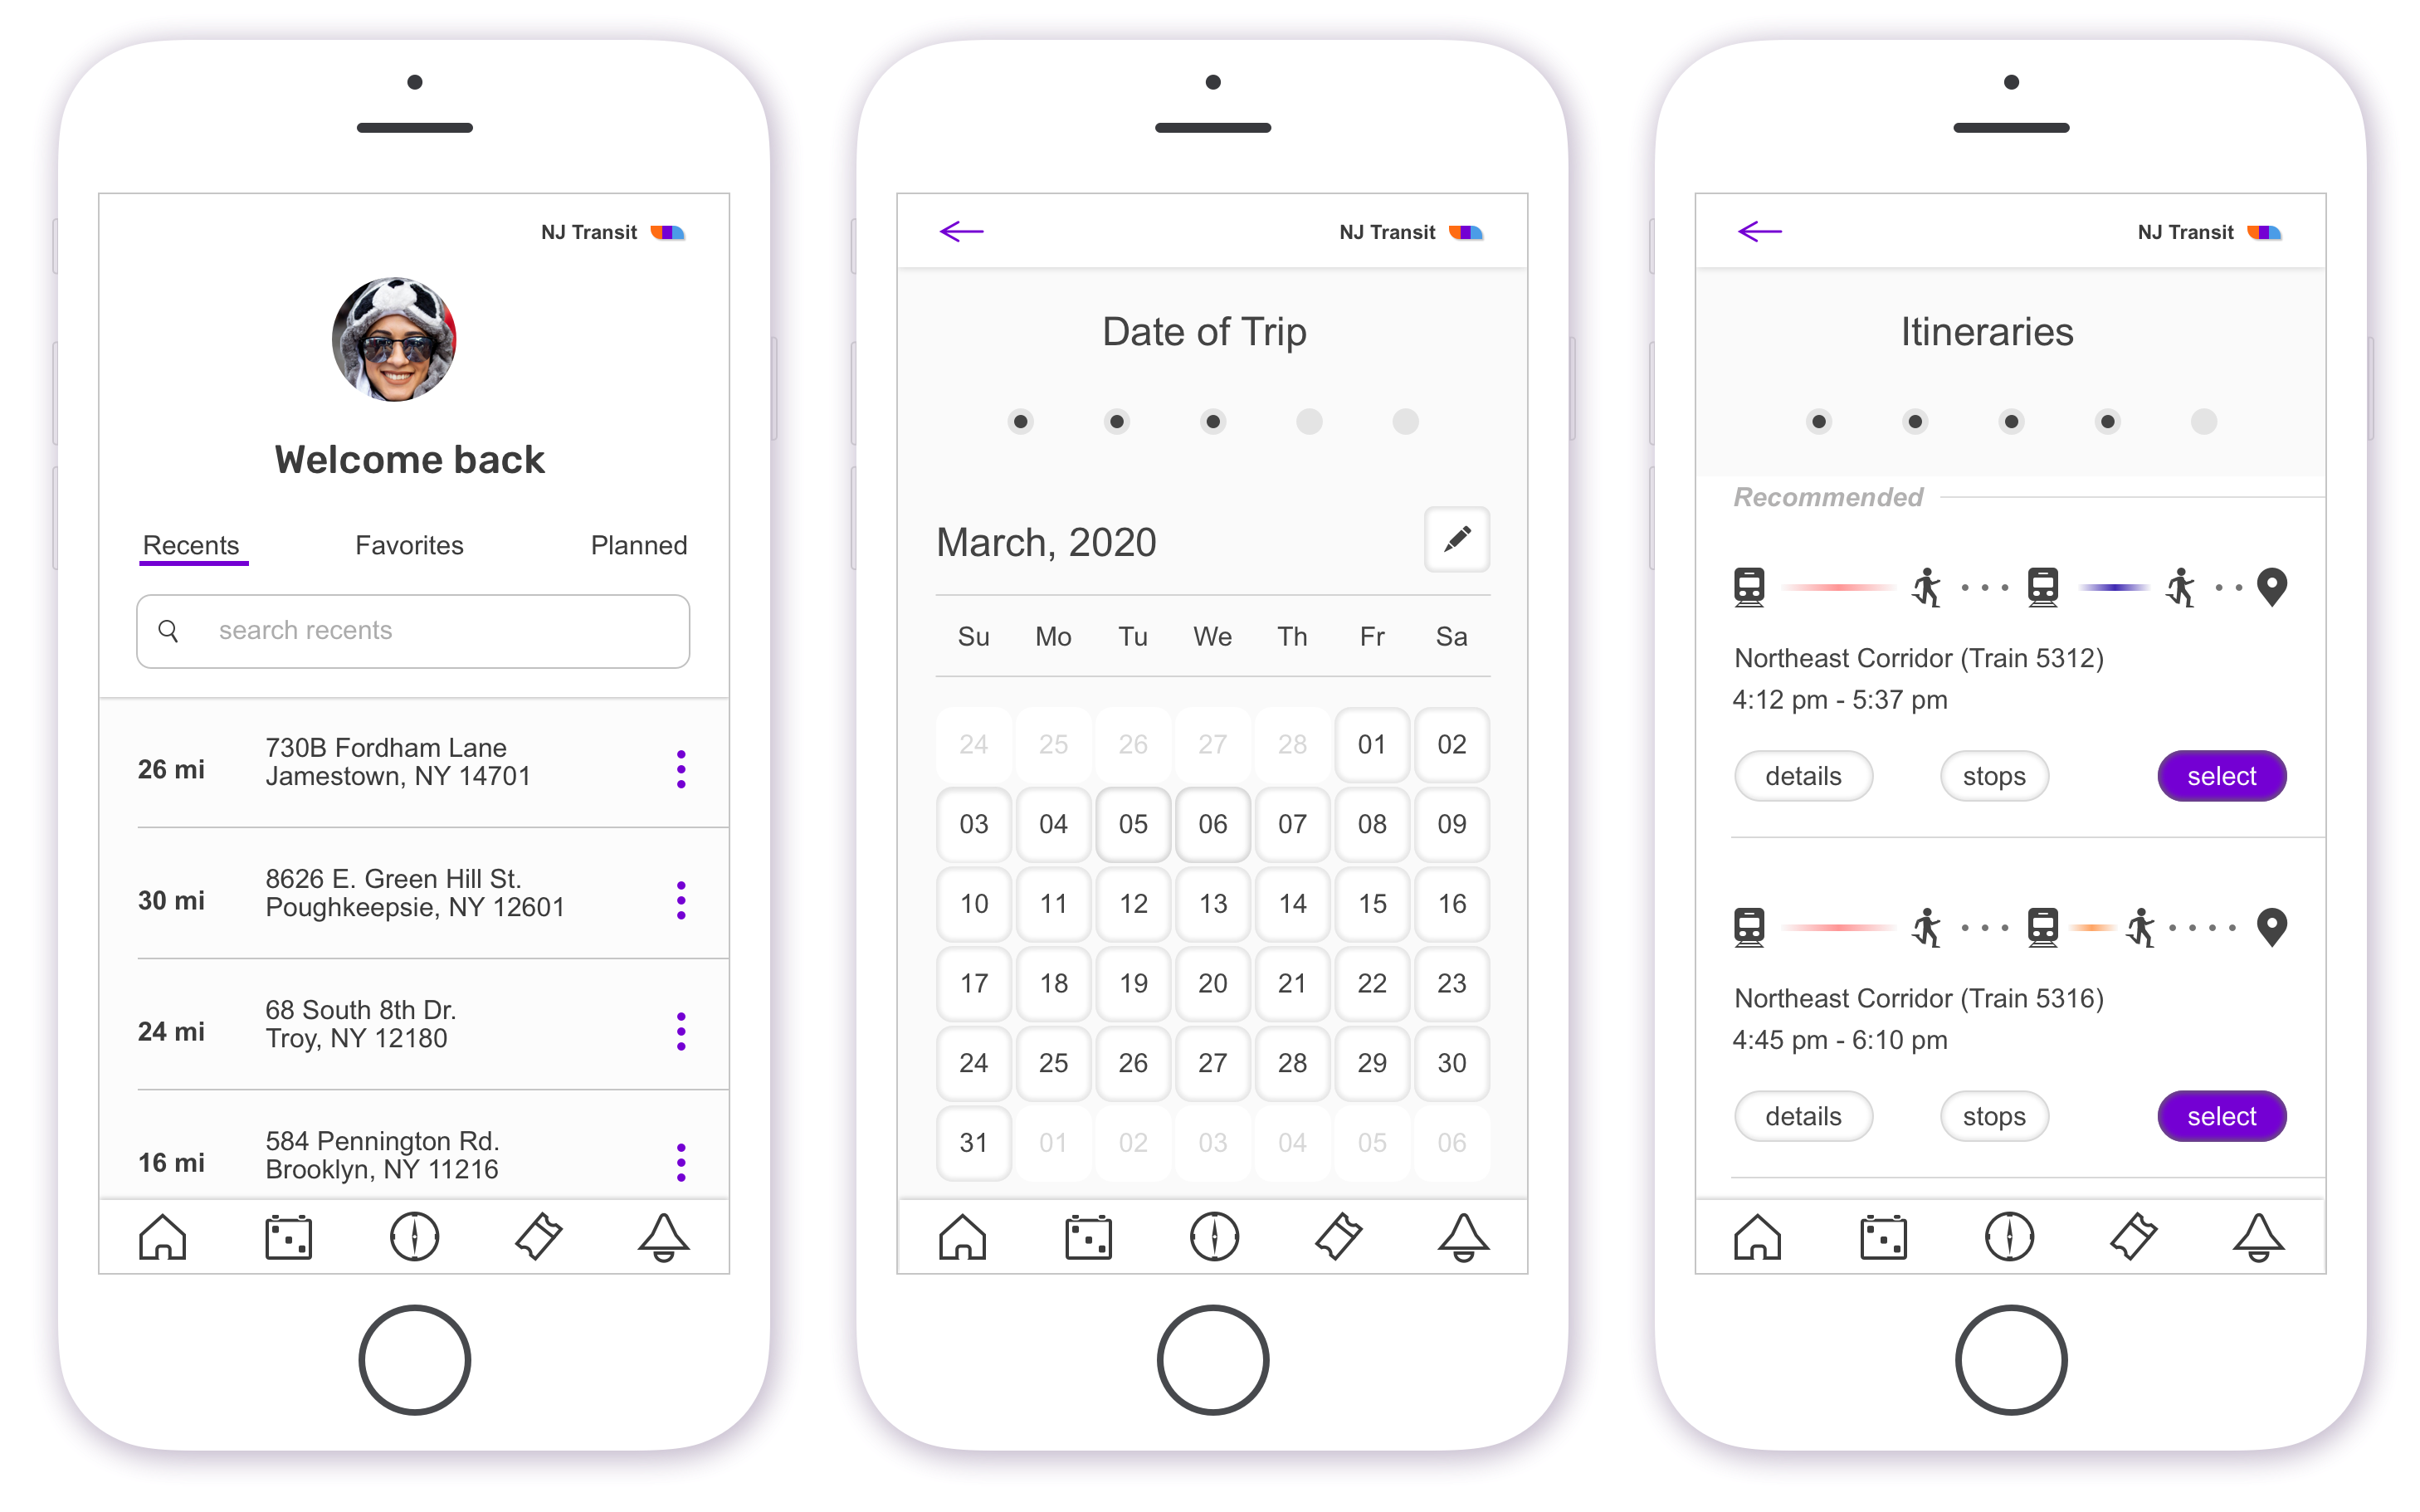 NJ Transit
Welcome back
Recents Favorites Planned
search recents
26 mi
730B Fordham Lane
Jamestown, NY 14701
30 mi
8626 E. Green Hill St.
Poughkeepsie, NY 12601
24 mi
68 South 8th Dr.
Troy, NY 12180
16 mi
584 Pennington Rd.
Brooklyn, NY 11216
NJ Transit
Date of Trip
March, 2020
Su Mo Tu We Th Fr Sa
24 25 26 27 28 01 02
03 04 05 06 07 08 09
10 11 12 13 14 15 16
17 18 19 20 21 22 23
24 25 26 27 28 29 30
31 01 02 03 04 05 06
NJ Transit
Itineraries
Recommended
Northeast Corridor (Train 5312)
4:12 pm - 5:37 pm
details stops select
Northeast Corridor (Train 5316)
4:45 pm - 6:10 pm
details stops select